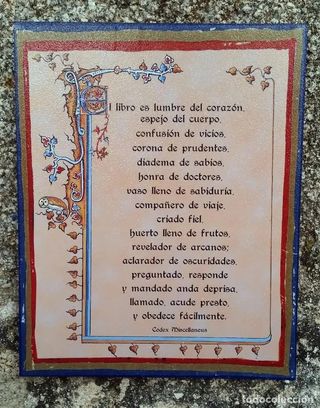 El libro es lumbre del corazón,
espejo del cuerpo,
confusión de vicios,
corona de prudentes,
diadema de sabios,
honra de doctores,
vaso lleno de sabiduría,
compañero de viaje,
criado fiel,
huerto lleno de frutos,
revelador de arcanos;
aclarador de oscuridades,
preguntado, responde
y mandado anda deprisa,
llamado, acude presto,
y obedece fácilmente.
Codex Miscellaneus
todocoleccion